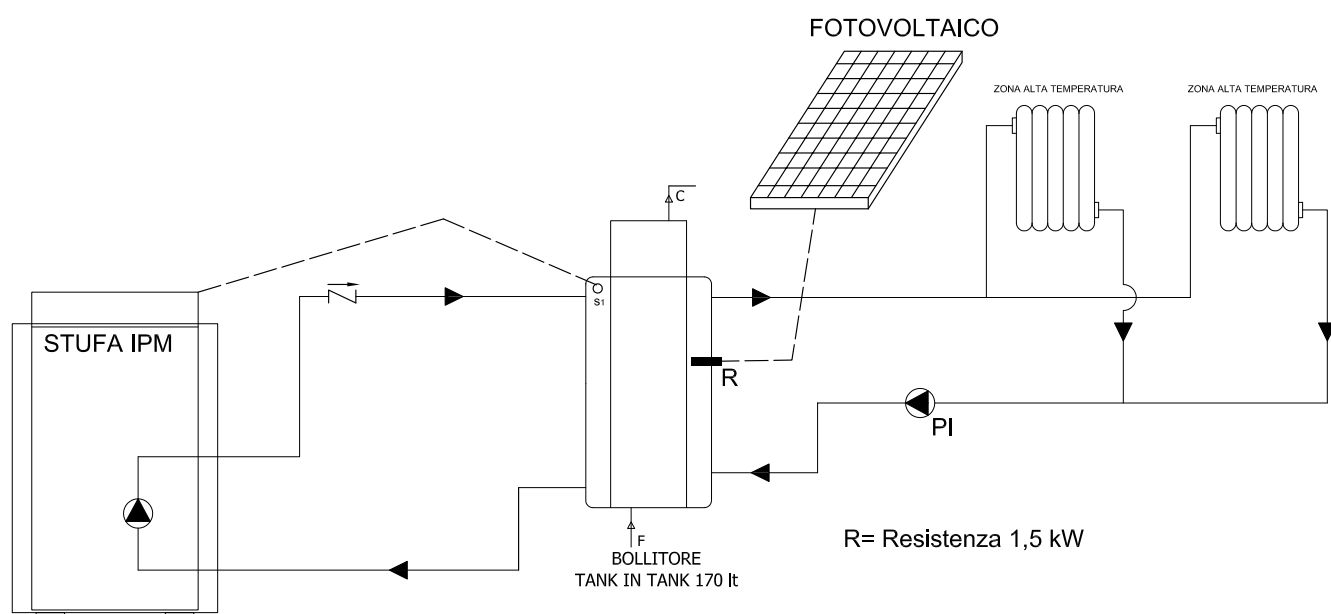 FOTOVOLTAICO
ZONA ALTA TEMPERATURA
ZONA ALTA TEMPERATURA
C
S1
STUFA IPM
R
PI
F
BOLLITORE
TANK IN TANK 170 lt
R= Resistenza 1,5 kW